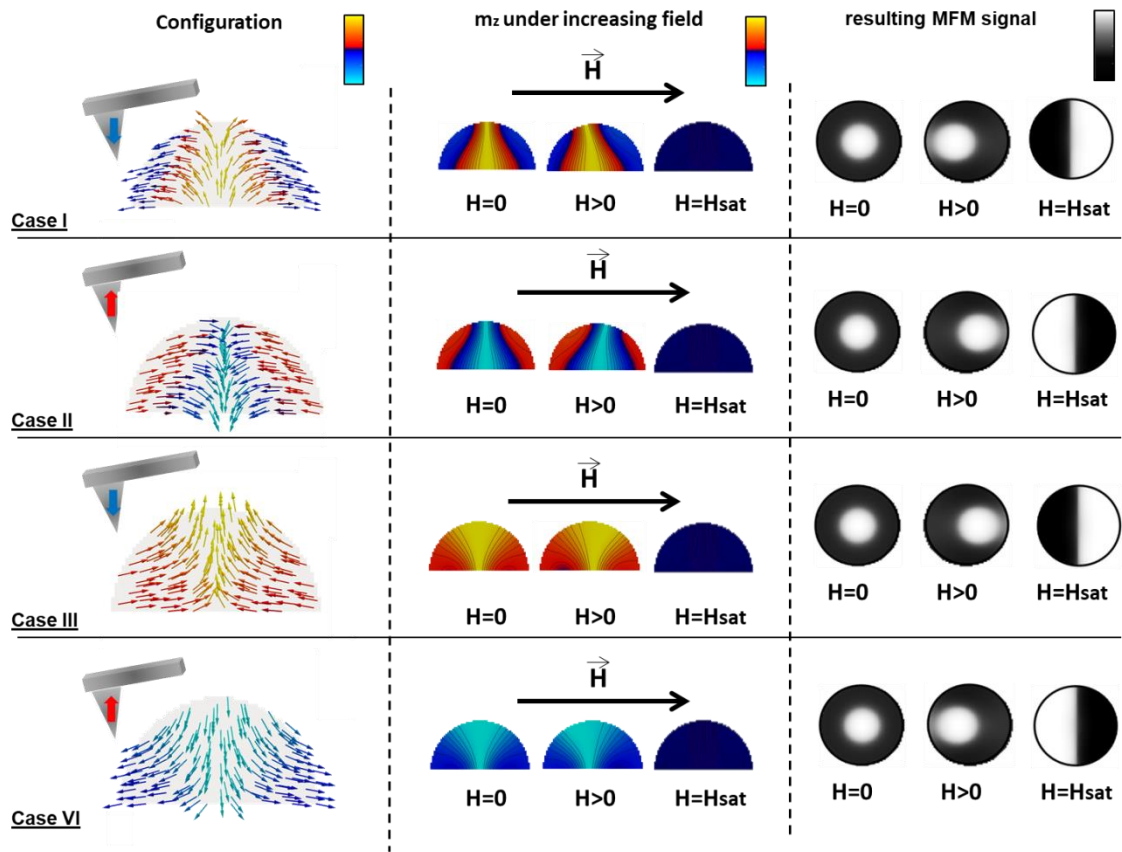 Configuration
mz under increasing field
resulting MFM signal
H
H=0 H>0 H=Hsat
H=0 H>0 H=Hsat
Case I
H
H=0 H>0 H=Hsat
H=0 H>0 H=Hsat
Case II
H
H=0 H>0 H=Hsat
H=0 H>0 H=Hsat
Case III
H
H=0 H>0 H=Hsat
H=0 H>0 H=Hsat
Case VI